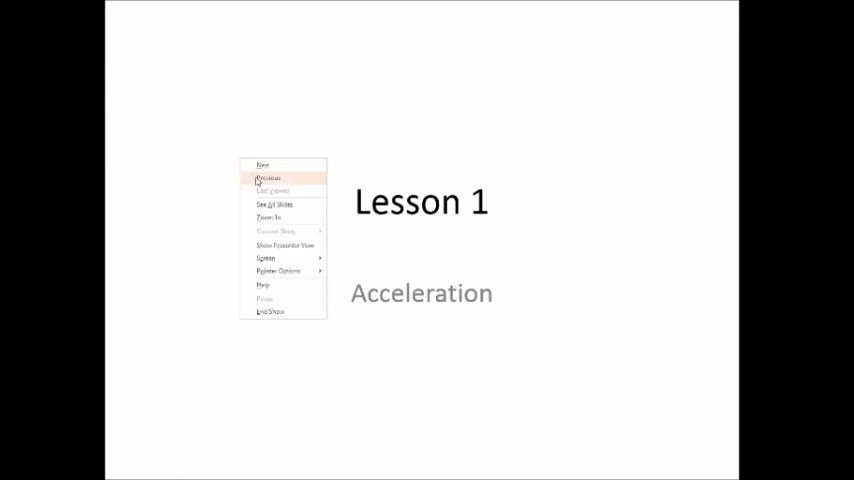 Next
Previous
Last Viewed
See All Slides
Zoom In
Custom Show
Show Presenter View
Screen
Pointer Options
Help
Pause
End Show
Lesson 1
Acceleration